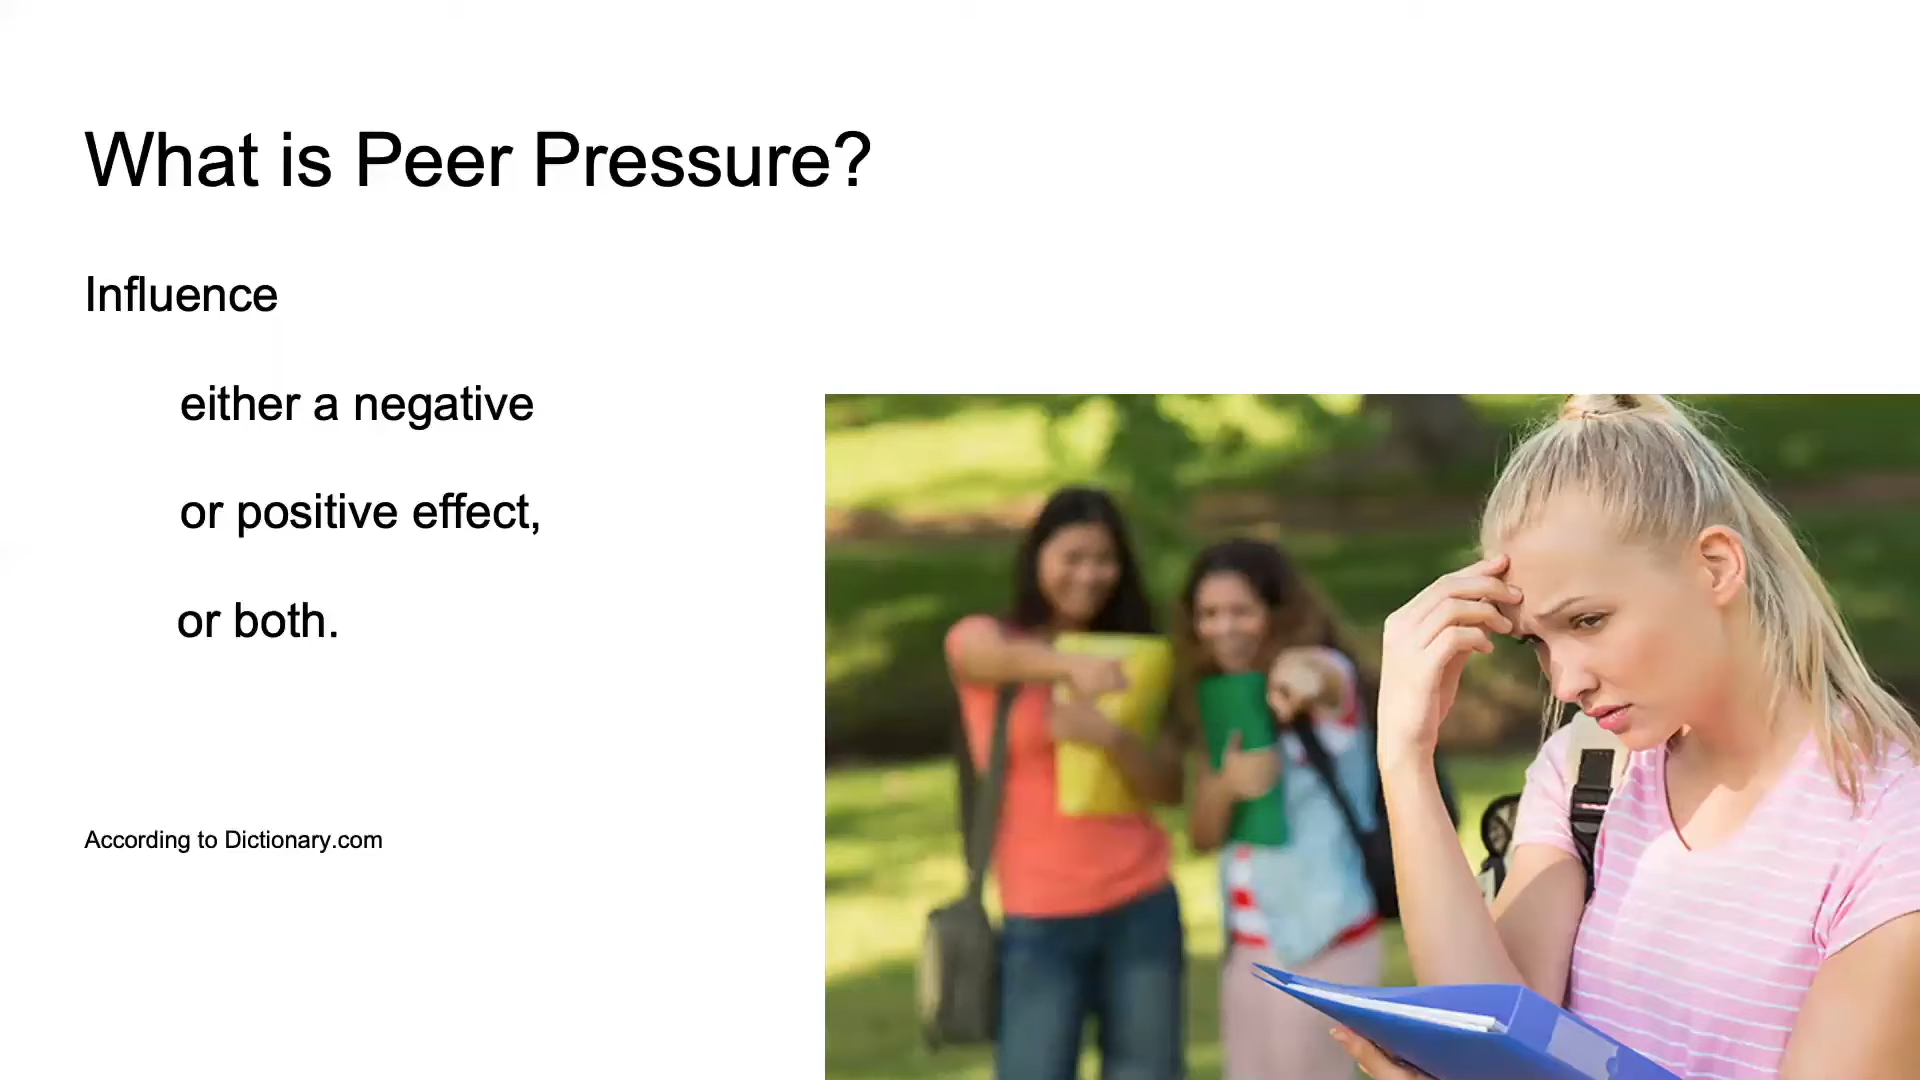 What is Peer Pressure?
Influence
either a negative
or positive effect,
or both.
According to Dictionary.com